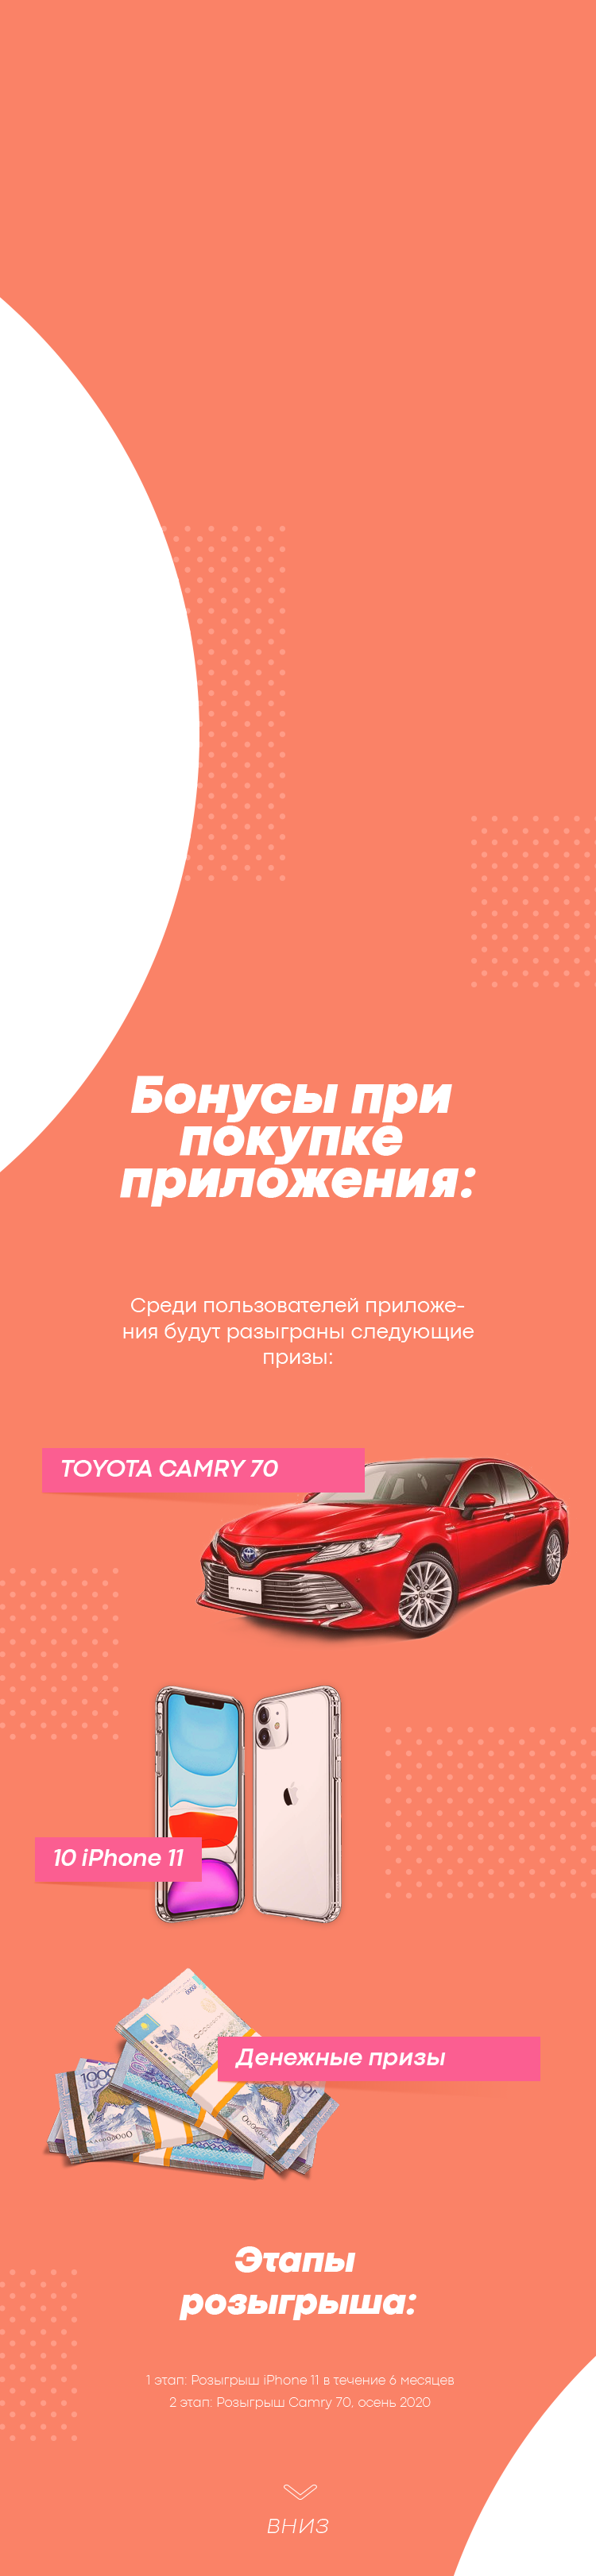 Бонусы при
покупке
приложения:
Среди пользователей приложе-
ния будут разыграны следующие
призы:
TOYOTA CAMRY 70
10 iPhone 11
Денежные призы
Этапы
розыгрыша:
1 этап: Розыгрыш iPhone 11 в течение 6 месяцев
2 этап: Розыгрыш Camry 70, осень 2020
ВНИЗ